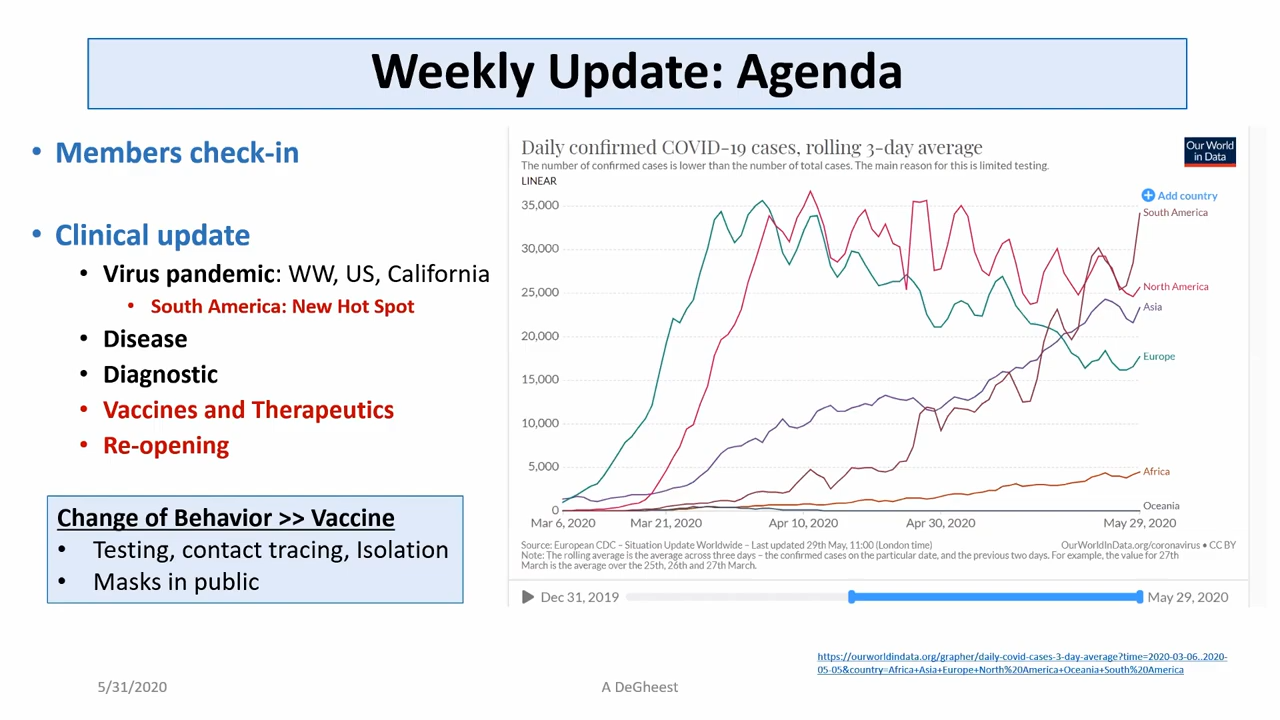 Weekly Update: Agenda
• Members check-in
• Clinical update
• Virus pandemic: WW, US, California
• South America: New Hot Spot
• Disease
• Diagnostic
• Vaccines and Therapeutics
• Re-opening
Change of Behavior >> Vaccine
• Testing, contact tracing, Isolation
• Masks in public
Daily confirmed COVID-19 cases, rolling 3-day average
The number of confirmed cases is lower than the number of total cases. The main reason for this is limited testing.
Our World
in Data
LINEAR
Add country
35,000
30,000
25,000
20,000
15,000
10,000
5,000
0
South America
North America
Asia
Europe
Africa
Oceania
Mar 6, 2020 Mar 21, 2020 Apr 10, 2020 Apr 30, 2020 May 29, 2020
Source: European CDC – Situation Update Worldwide – Last updated 29th May, 11:00 (London time) OurWorldInData.org/coronavirus • CC BY
Note: The rolling average is the average across three days – the confirmed cases on the particular date, and the previous two days. For example, the value for 27th
March is the average over the 25th, 26th and 27th March.
Dec 31, 2019 May 29, 2020
https://ourworldindata.org/grapher/daily-covid-cases-3-day-average?time=2020-03-06..2020-
05-05&country=Africa+Asia+Europe+North%20America+Oceania+South%20America
5/31/2020 A DeGheest